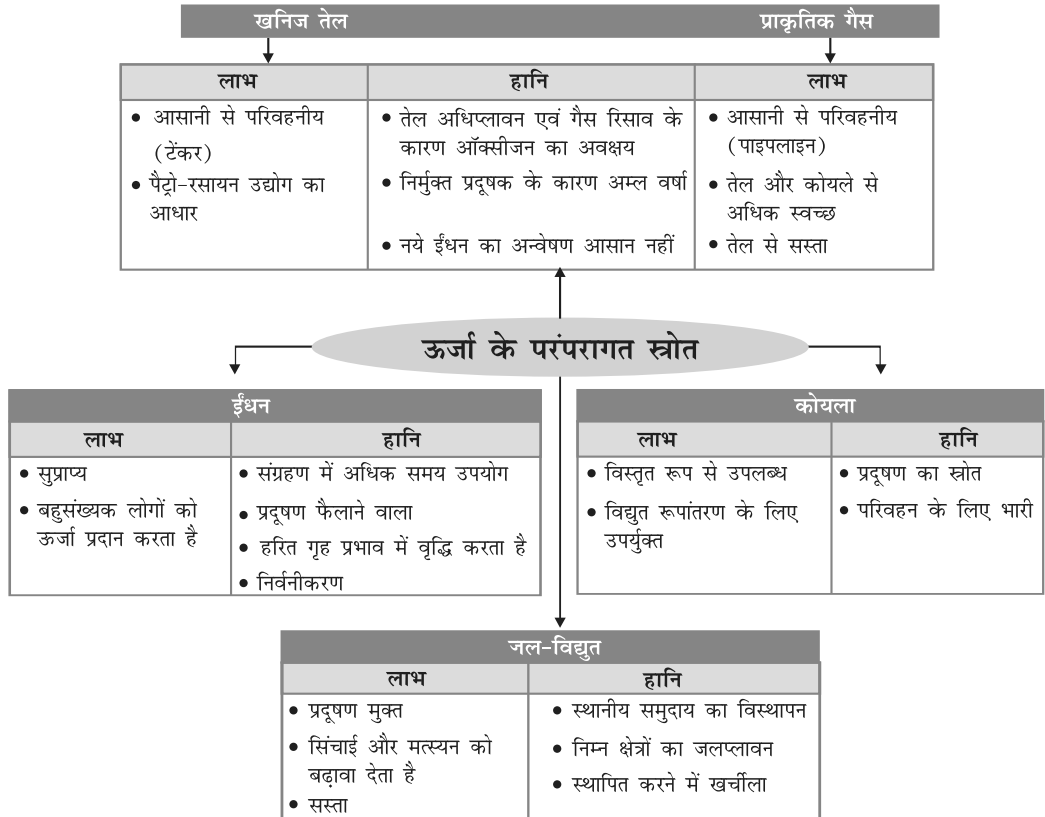 खनिज तेल
प्राकृतिक गैस
लाभ
• आसानी से परिवहनीय
(टेंकर)
• पैट्रो-रसायन उद्योग का
आधार
हानि
• तेल अधिप्लावन एवं गैस रिसाव के
कारण ऑक्सीजन का अवक्षय
• निर्मुक्त प्रदूषक के कारण अम्ल वर्षा
• नये ईंधन का अन्वेषण आसान नहीं
लाभ
• आसानी से परिवहनीय
(पाइपलाइन)
• तेल और कोयले से
अधिक स्वच्छ
• तेल से सस्ता
ऊर्जा के परंपरागत स्त्रोत
ईंधन
लाभ
• सुप्राप्य
• बहुसंख्यक लोगों को
ऊर्जा प्रदान करता है
हानि
• संग्रहण में अधिक समय उपयोग
• प्रदूषण फैलाने वाला
• हरित गृह प्रभाव में वृद्धि करता है
• निर्वनीकरण
कोयला
लाभ
• विस्तृत रूप से उपलब्ध
• विद्युत रूपांतरण के लिए
उपर्युक्त
हानि
• प्रदूषण का स्त्रोत
• परिवहन के लिए भारी
जल-विद्युत
लाभ
• प्रदूषण मुक्त
• सिंचाई और मत्स्यन को
बढ़ावा देता है
• सस्ता
हानि
• स्थानीय समुदाय का विस्थापन
• निम्न क्षेत्रों का जलप्लावन
• स्थापित करने में खर्चीला